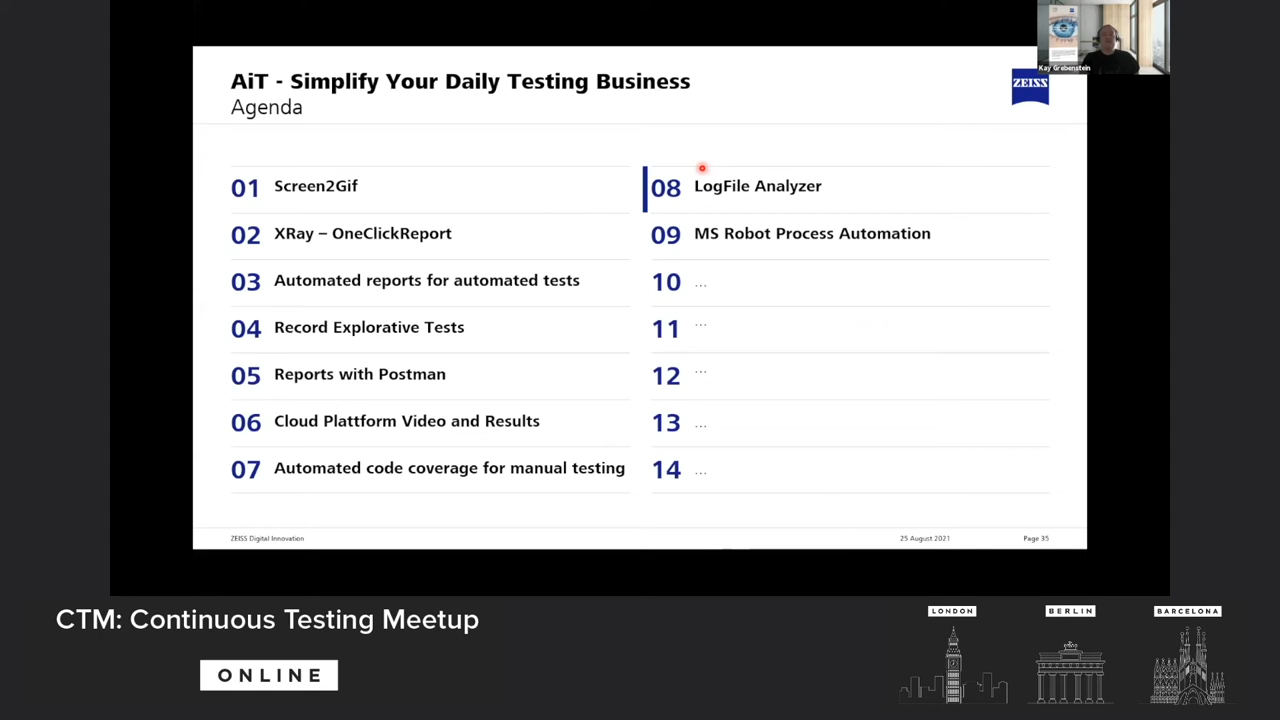 Kay Grebenstein
AiT - Simplify Your Daily Testing Business
Agenda
ZEISS
01 Screen2Gif
02 XRay – OneClickReport
03 Automated reports for automated tests
04 Record Explorative Tests
05 Reports with Postman
06 Cloud Plattform Video and Results
07 Automated code coverage for manual testing
08 LogFile Analyzer
09 MS Robot Process Automation
10 ...
11 ...
12 ...
13 ...
14 ...
ZEISS Digital Innovation
25 August 2021
Page 35
CTM: Continuous Testing Meetup
ONLINE
LONDON
BERLIN
BARCELONA